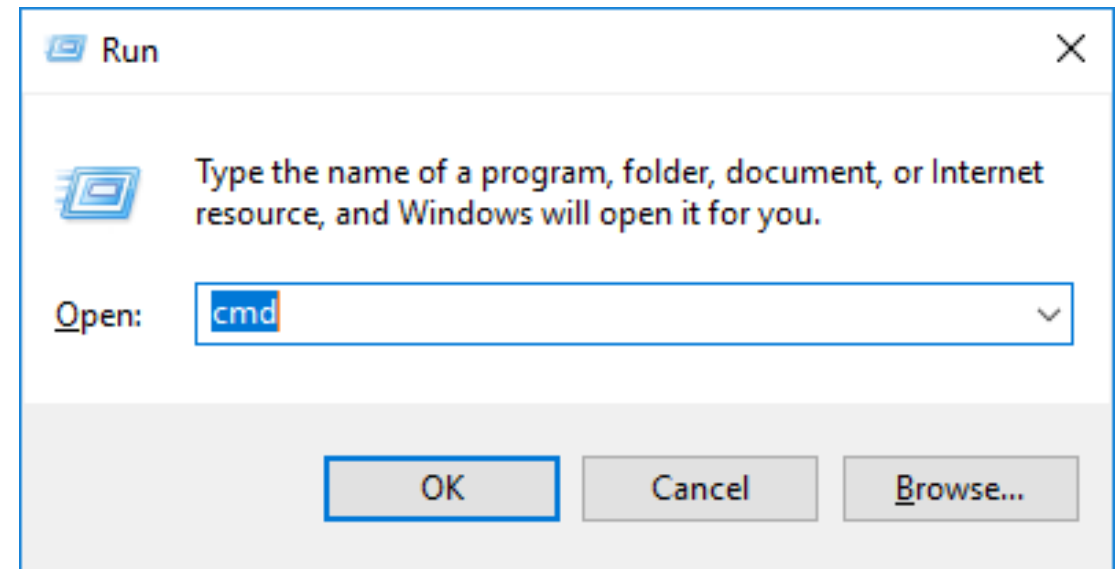 Run
Type the name of a program, folder, document, or Internet
resource, and Windows will open it for you.
Open: cmd
OK Cancel Browse...